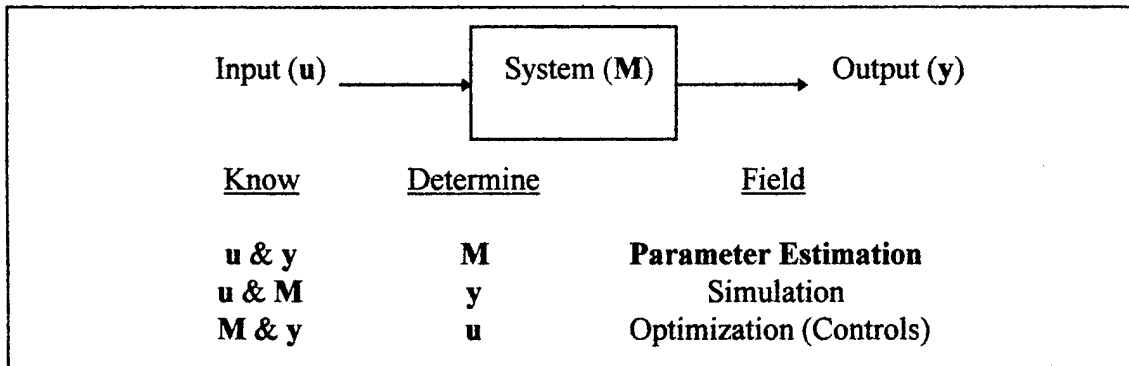 Input (u) System (M) Output (y)
Know Determine Field
u & y M Parameter Estimation
u & M y Simulation
M & y u Optimization (Controls)